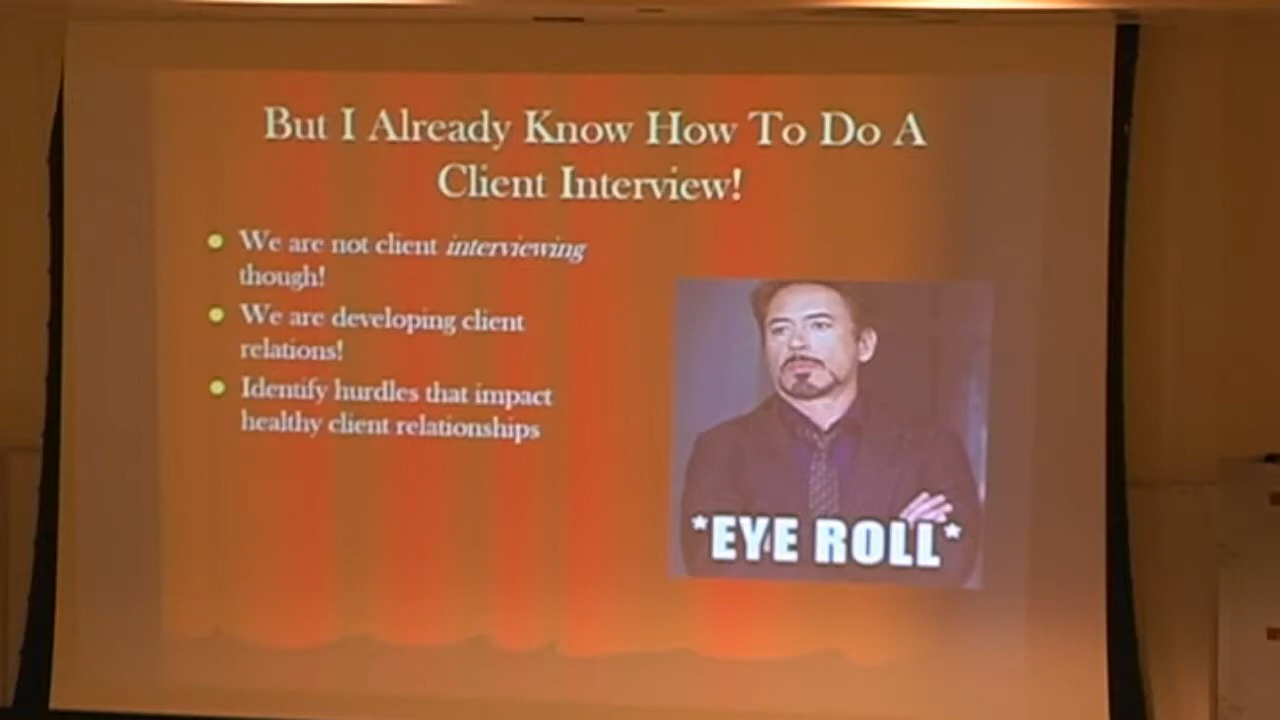 But I Already Know How To Do A
Client Interview!
We are not client interviewing
though!
We are developing client
relations!
Identify hurdles that impact
healthy client relationships
*EYE ROLL*